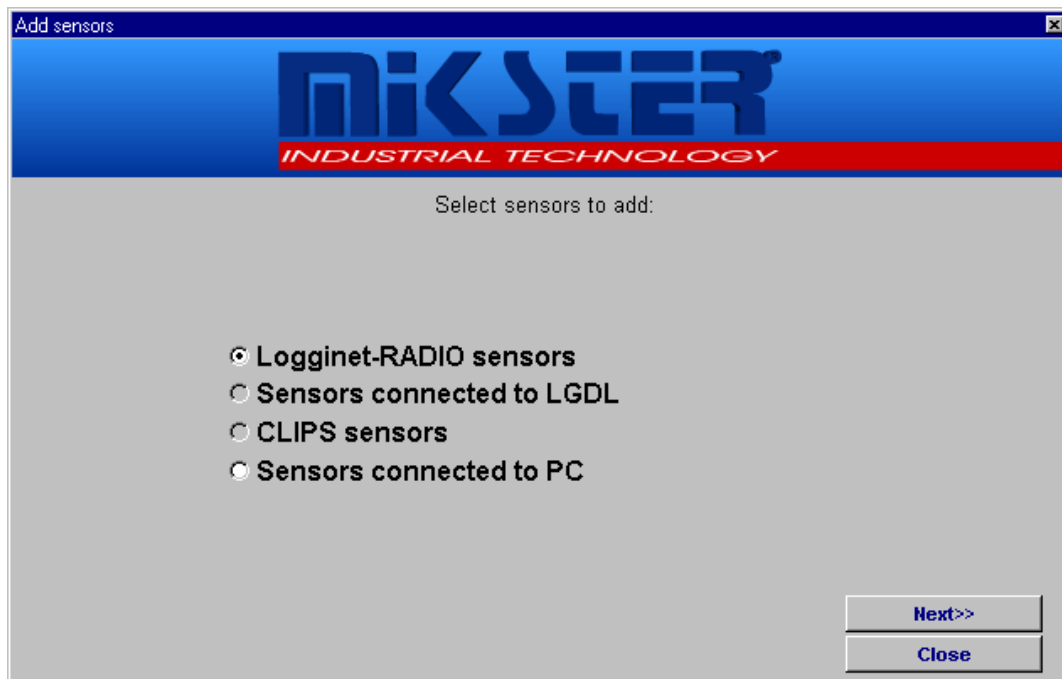 Add sensors
MiKSTER®
INDUSTRIAL TECHNOLOGY
Select sensors to add:
Logginet-RADIO sensors
Sensors connected to LGDL
CLIPS sensors
Sensors connected to PC
Next>>
Close